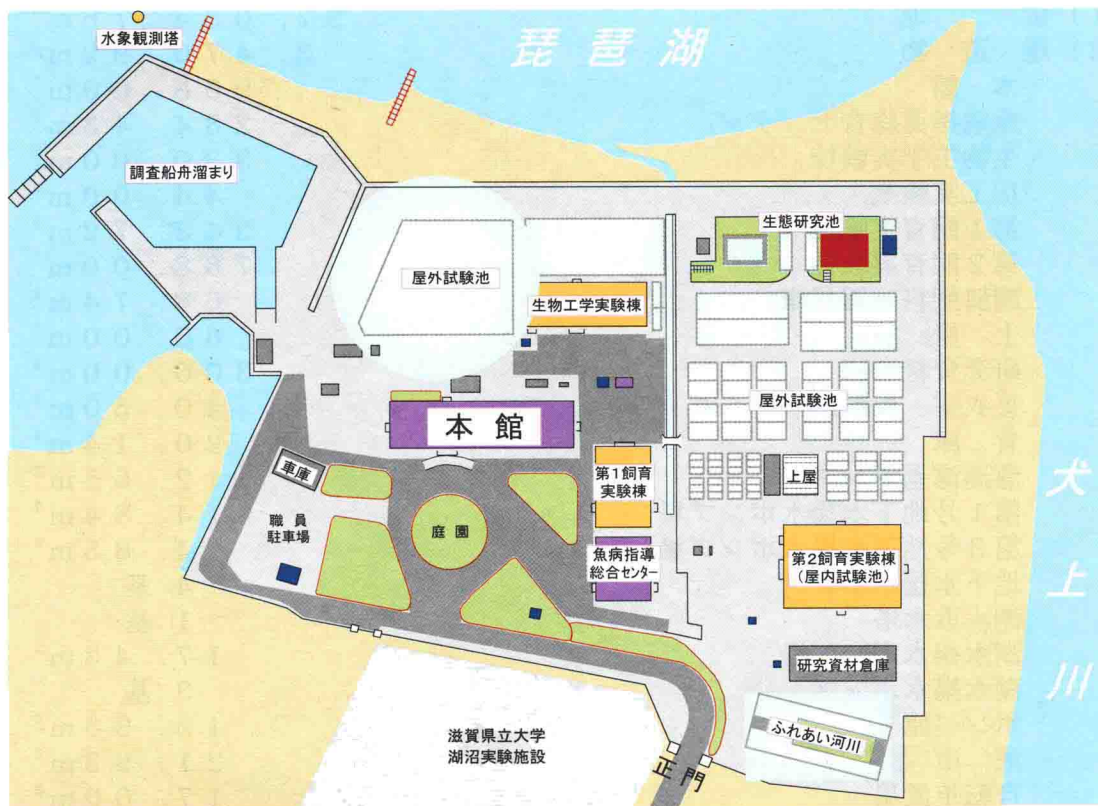 水象観測塔
琵琶湖
調査船舟溜まり
生態研究池
屋外試験池
生物工学実験棟
屋外試験池
本館
車庫
第1飼育
実験棟
上屋
職員
駐車場
庭園
魚病指導
総合センター
第2飼育実験棟
(屋内試験池)
犬上川
研究資材倉庫
ふれあい河川
滋賀県立大学
湖沼実験施設
正門